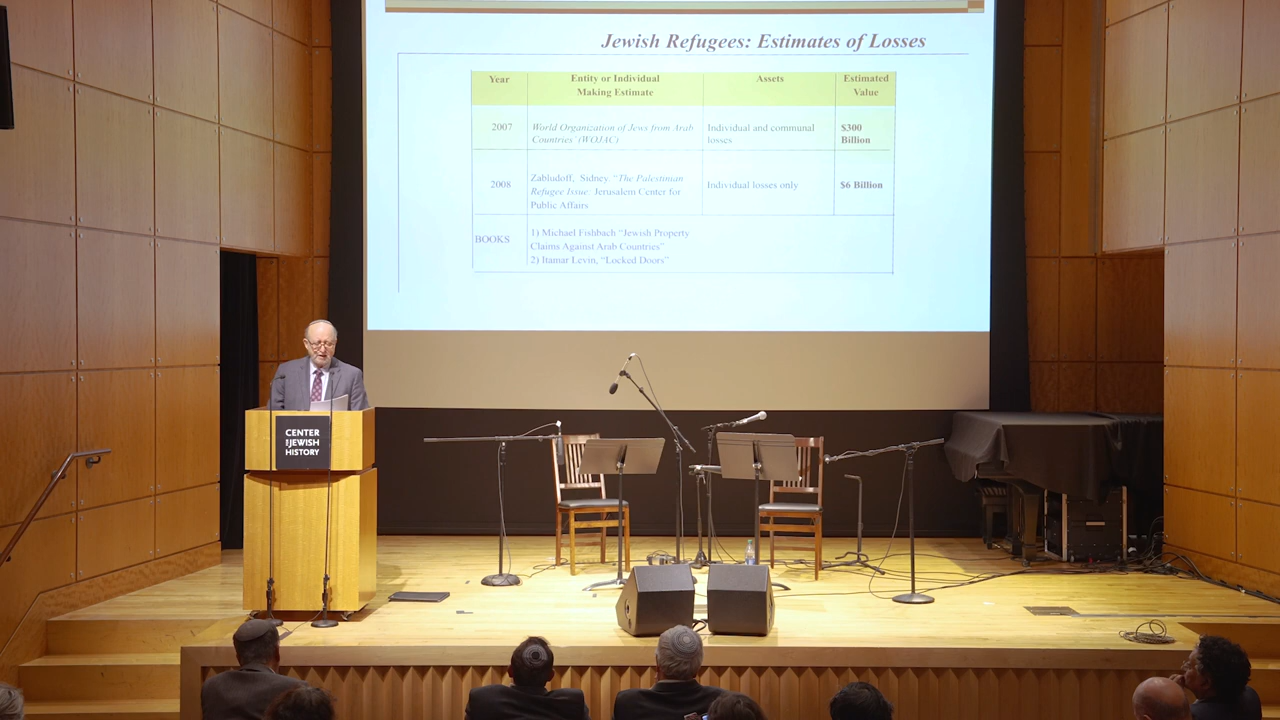 Jewish Refugees: Estimates of Losses
Year
Entity or Individual
Making Estimate
Assets
Estimated
Value
2007
World Organization of Jews from Arab
Countries' (WOJAC)
Individual and communal
losses
$300
Billion
2008
Zabludoff, Sidney. "The Palestinian
Refugee Issue: Jerusalem Center for
Public Affairs
Individual losses only
$6 Billion
BOOKS
1) Michael Fishbach "Jewish Property
Claims Against Arab Countries"
2) Itamar Levin, "Locked Doors"
CENTER
FOR JEWISH
HISTORY